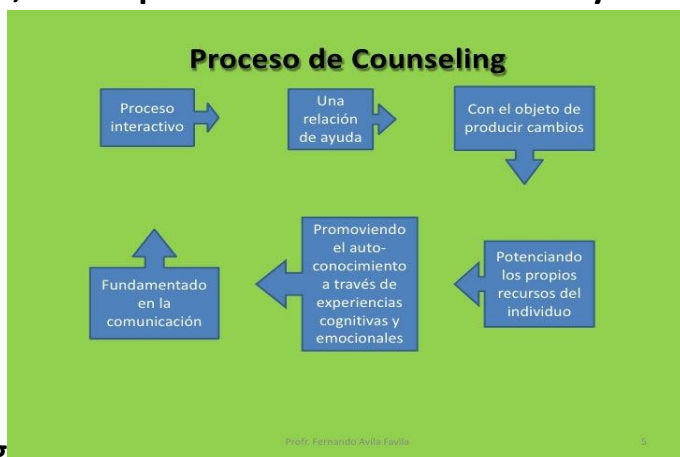 Proceso de Counseling
Proceso
interactivo
Una
relación
de ayuda
Con el objeto de
producir cambios
Potenciando
los propios
recursos del
individuo
Promoviendo
el auto-
conocimiento
a través de
experiencias
cognitivas y
emocionales
Fundamentado
en la
comunicación
Profr. Fernando Avila Favila
5
g